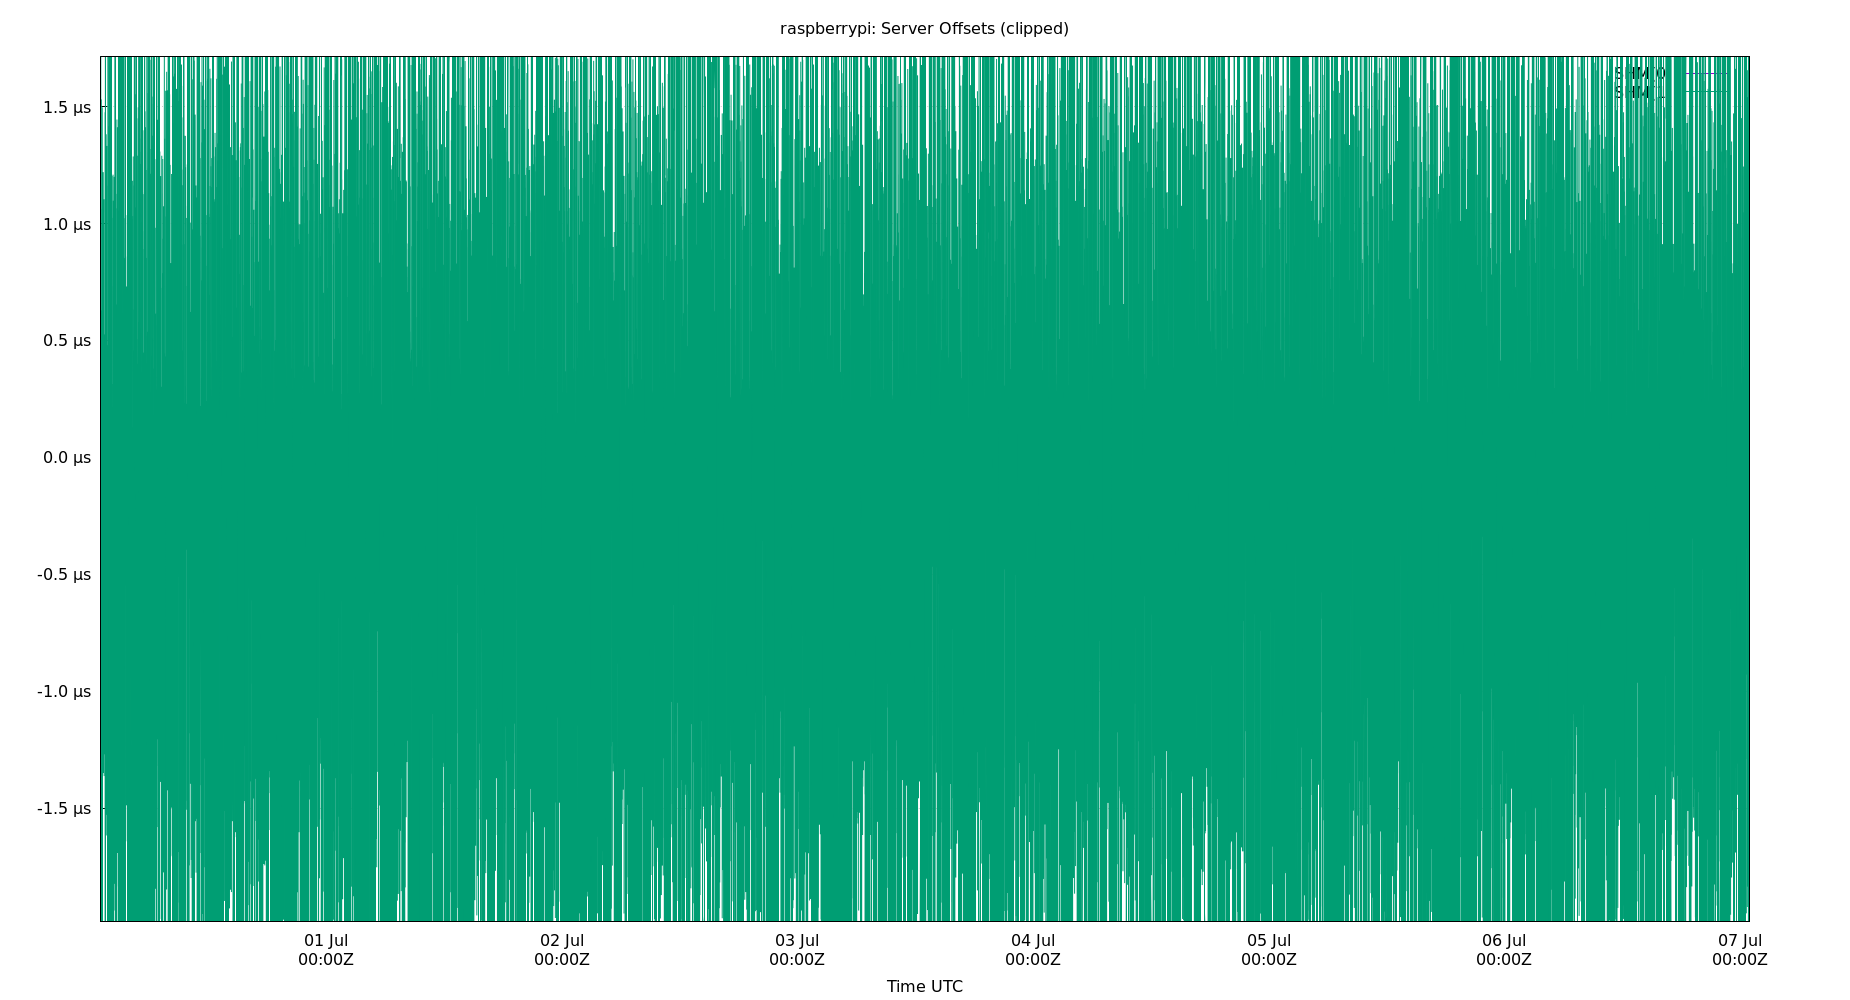 raspberrypi: Server Offsets (clipped)
1.5 µs
1.0 µs
0.5 µs
0.0 µs
-0.5 µs
-1.0 µs
-1.5 µs
01 Jul 02 Jul 03 Jul 04 Jul 05 Jul 06 Jul 07 Jul
00:00Z 00:00Z 00:00Z 00:00Z 00:00Z 00:00Z 00:00Z
Time UTC